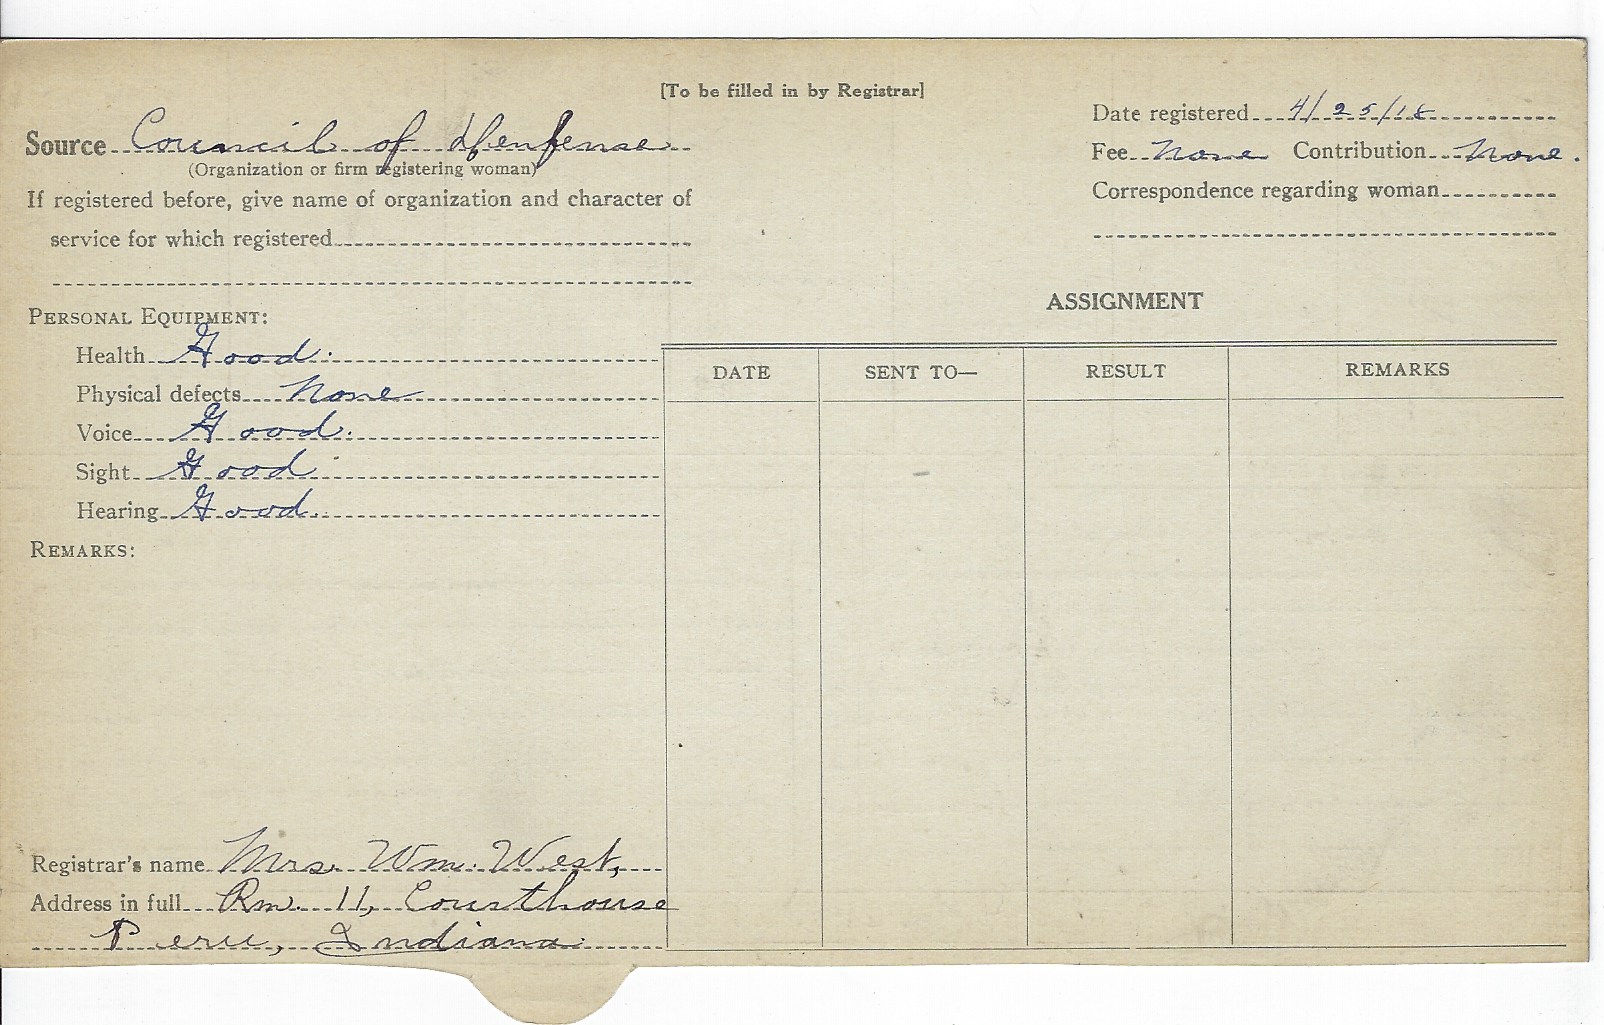 [To be filled in by Registrar]
Source Council of Denfense
(Organization or firm registering woman)
If registered before, give name of organization and character of
service for which registered
Date registered 4/25/18
Fee None Contribution None.
Correspondence regarding woman
PERSONAL EQUIPMENT:
Health Good.
Physical defects None
Voice Good.
Sight Good
Hearing Good.
REMARKS:
ASSIGNMENT
DATE SENT TO— RESULT REMARKS
Registrar's name Mrs. Wm. West,
Address in full Rm. 11, Courthouse
Peru, Indiana.